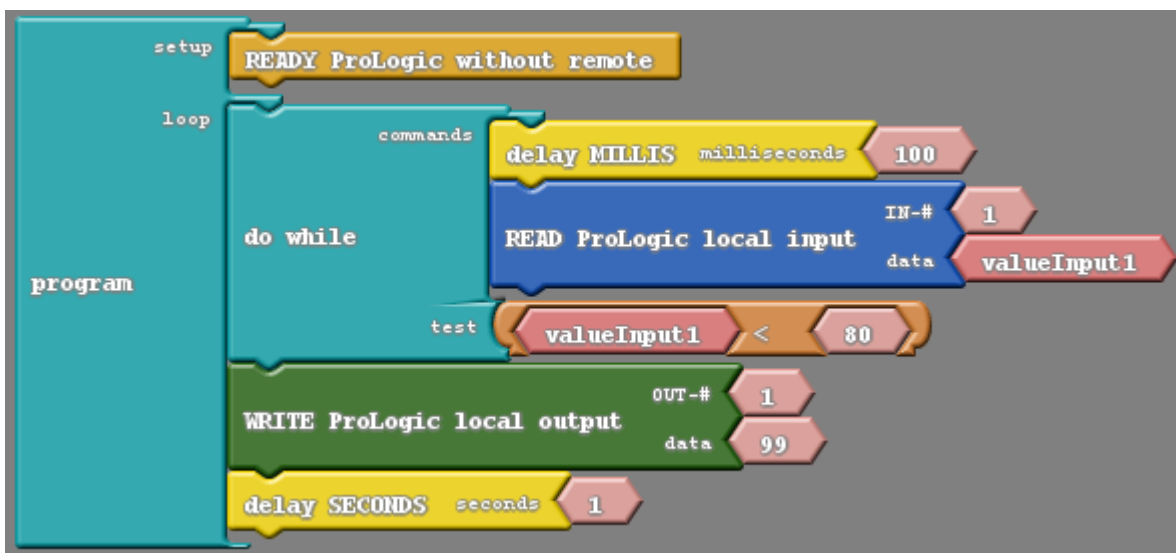 setup
READY ProLogic without remote
loop
commands
delay MILLIS milliseconds 100
do while
READ ProLogic local input
IN-# 1
data valueInput1
program
test
valueInput1 < 80
WRITE ProLogic local output
OUT-# 1
data 99
delay SECONDS seconds 1